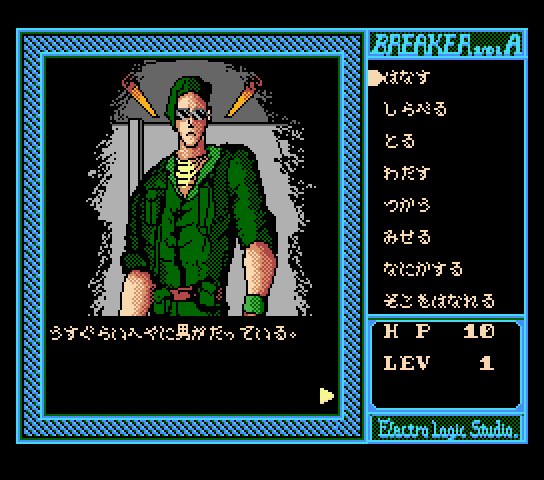 BREAKER ver.A
はなす
しらべる
とる
わたす
つかう
みせる
なにかする
そこをはなれる
うすぐらいへやに男がたっている。
HP 10
LEV 1
Electro Logic Studio.